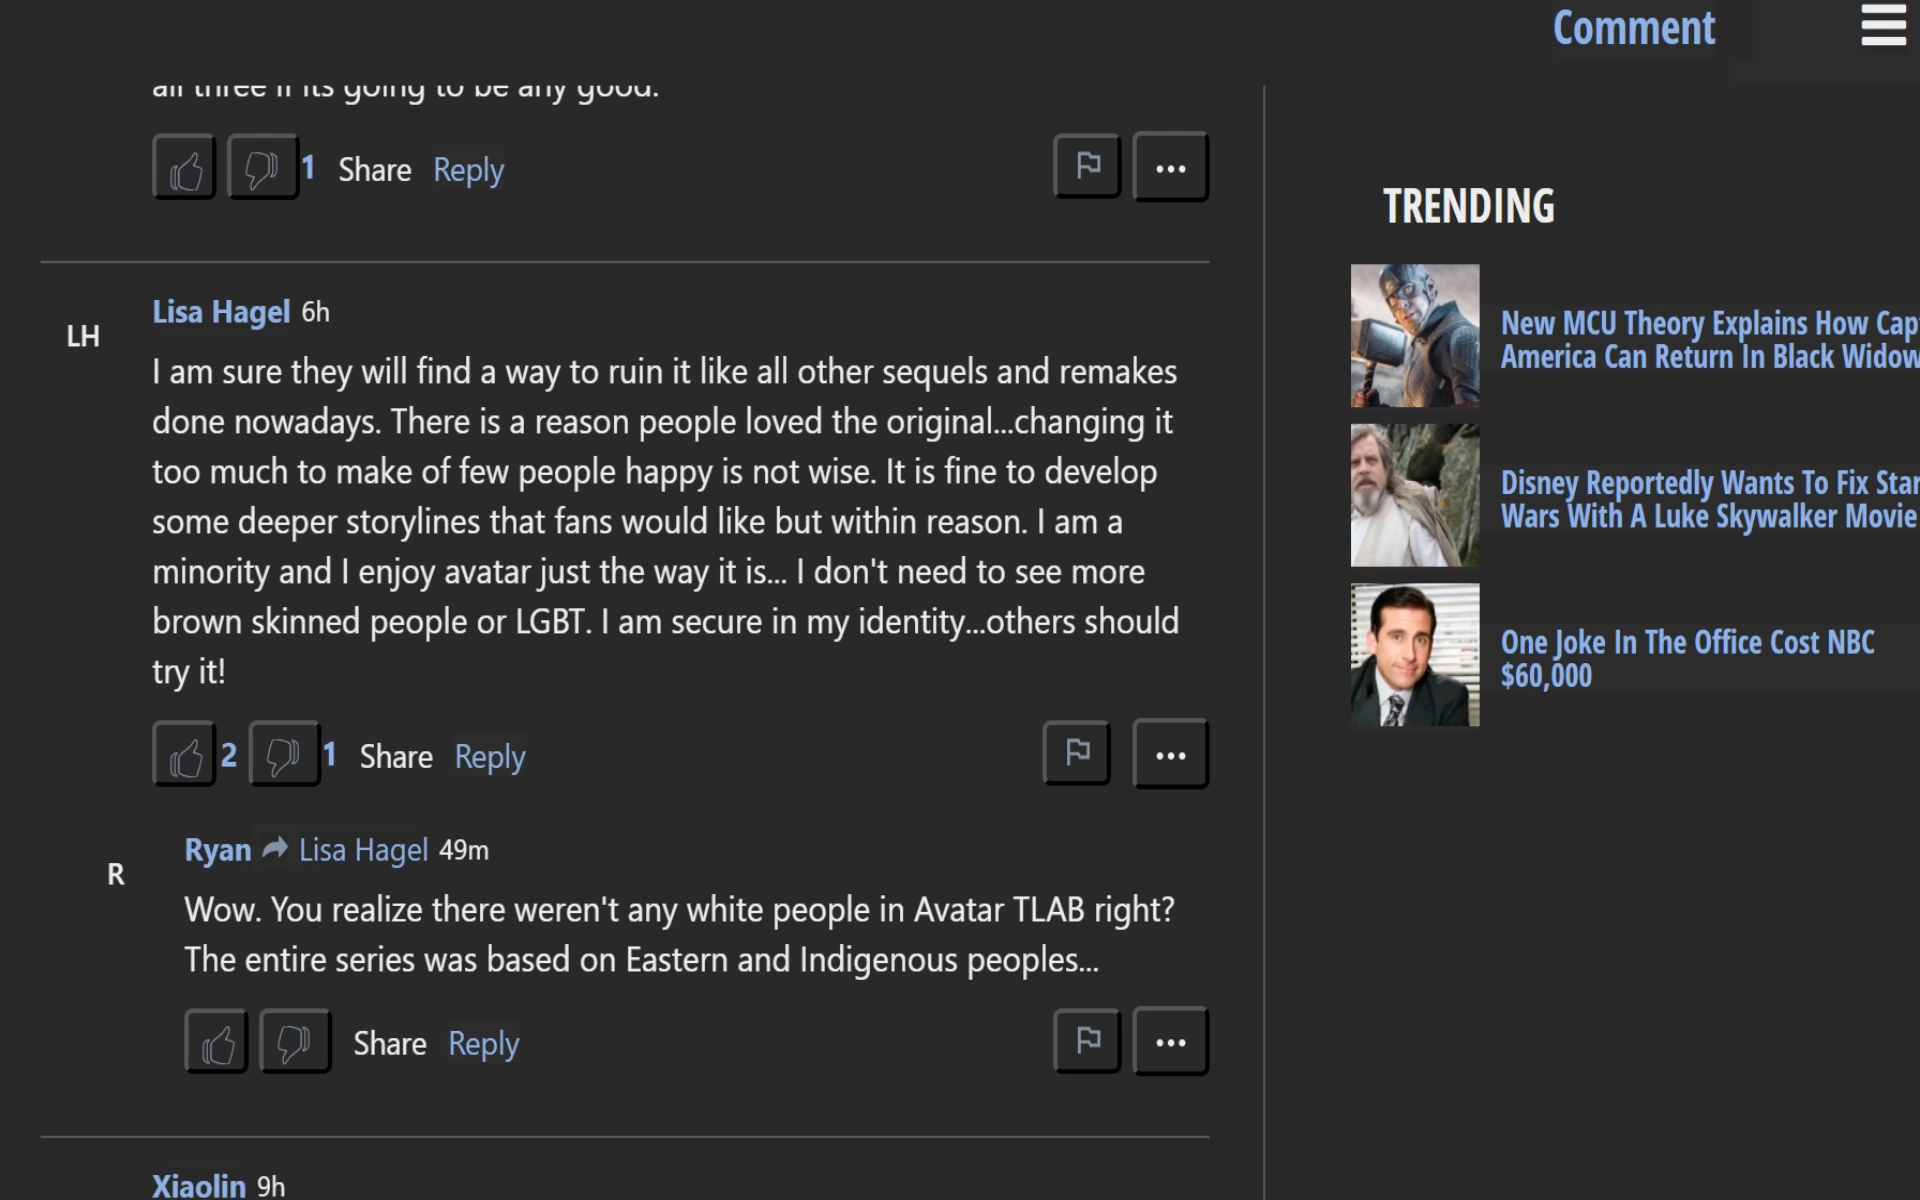 Comment
all three if its going to be any good.
1 Share Reply
...
TRENDING
New MCU Theory Explains How Cap
America Can Return In Black Widow
Disney Reportedly Wants To Fix Star
Wars With A Luke Skywalker Movie
One Joke In The Office Cost NBC
$60,000
LH
Lisa Hagel 6h
I am sure they will find a way to ruin it like all other sequels and remakes
done nowadays. There is a reason people loved the original...changing it
too much to make of few people happy is not wise. It is fine to develop
some deeper storylines that fans would like but within reason. I am a
minority and I enjoy avatar just the way it is... I don't need to see more
brown skinned people or LGBT. I am secure in my identity...others should
try it!
2 1 Share Reply
...
R
Ryan Lisa Hagel 49m
Wow. You realize there weren't any white people in Avatar TLAB right?
The entire series was based on Eastern and Indigenous peoples...
Share Reply
...
Xiaolin 9h